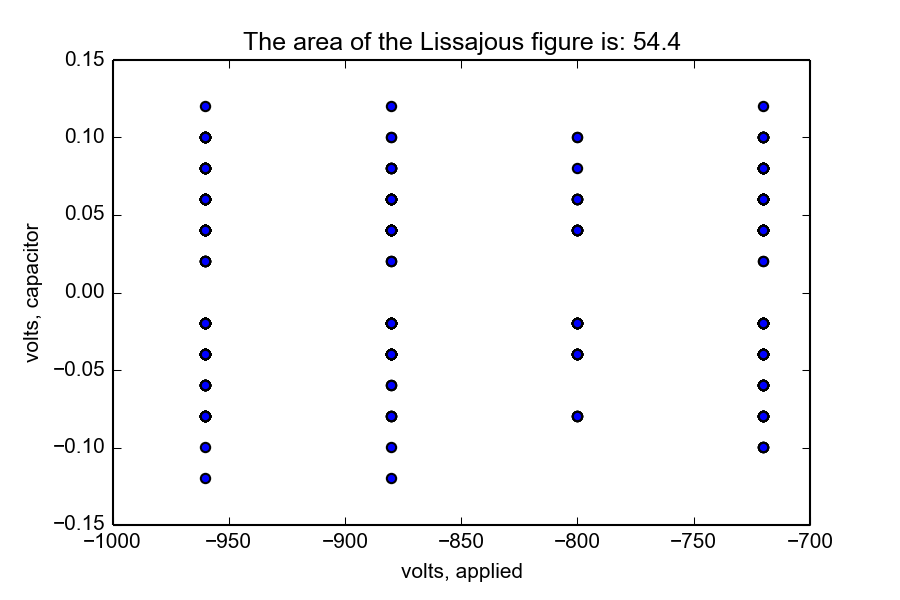 The area of the Lissajous figure is: 54.4
0.15
0.10
0.05
0.00
−0.05
−0.10
−0.15
volts, capacitor
−1000 −950 −900 −850 −800 −750 −700
volts, applied